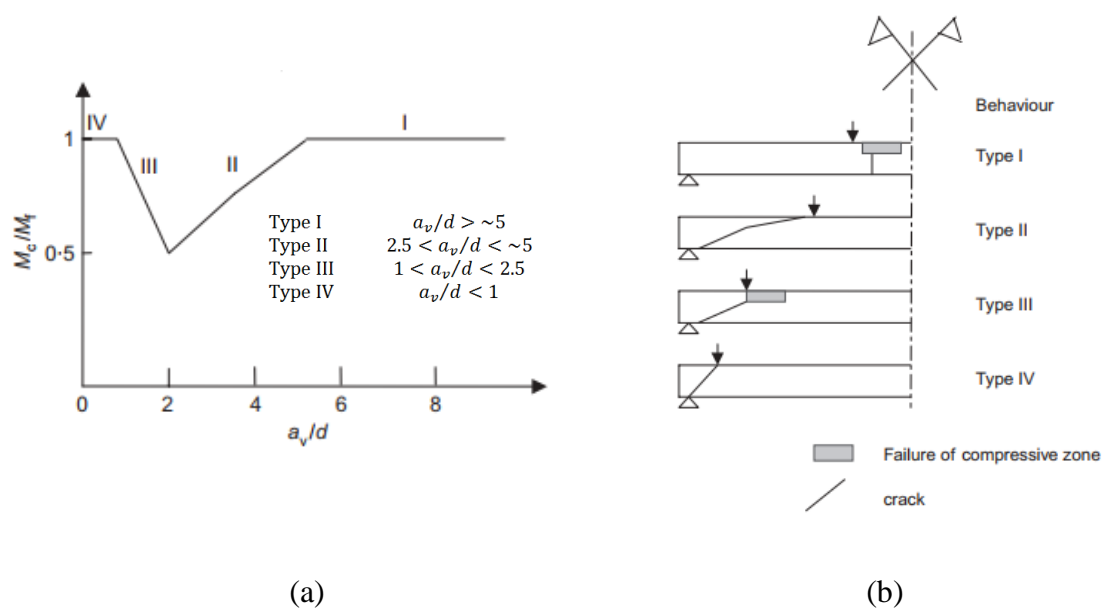 IV
I
1
III
II
M꜀/M_f
0·5
Type I a_v/d > ~5
Type II 2.5 < a_v/d < ~5
Type III 1 < a_v/d < 2.5
Type IV a_v/d < 1
0 2 4 6 8
a_v/d
(a)
Behaviour
Type I
Type II
Type III
Type IV
Failure of compressive zone
crack
(b)